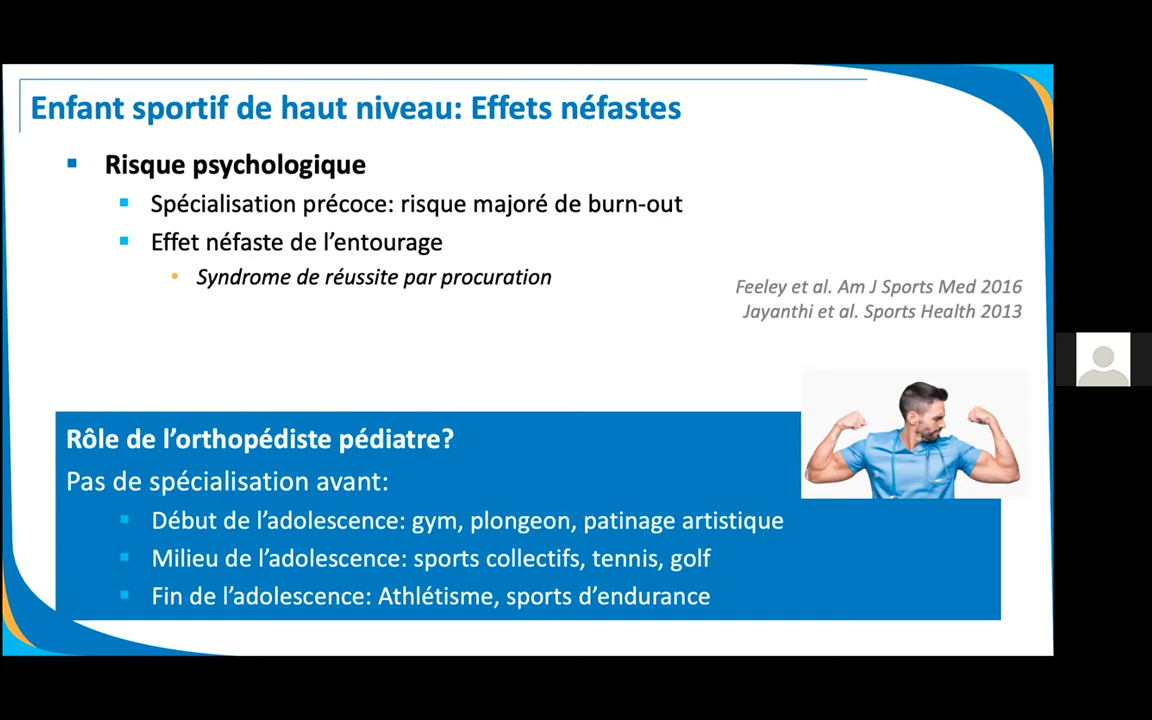 Enfant sportif de haut niveau: Effets néfastes
Risque psychologique
Spécialisation précoce: risque majoré de burn-out
Effet néfaste de l’entourage
Syndrome de réussite par procuration
Feeley et al. Am J Sports Med 2016
Jayanthi et al. Sports Health 2013
Rôle de l’orthopédiste pédiatre?
Pas de spécialisation avant:
Début de l’adolescence: gym, plongeon, patinage artistique
Milieu de l’adolescence: sports collectifs, tennis, golf
Fin de l’adolescence: Athlétisme, sports d’endurance